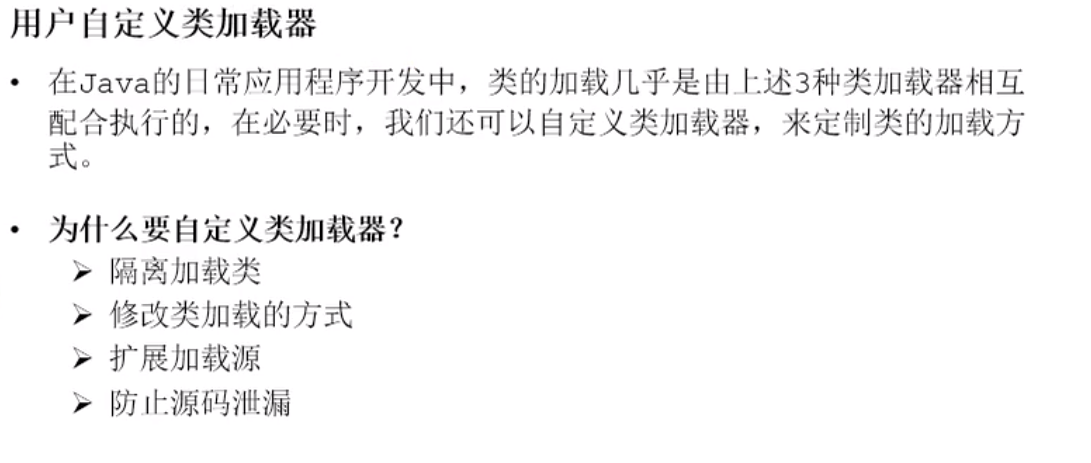 用户自定义类加载器
• 在Java的日常应用程序开发中，类的加载几乎是由上述3种类加载器相互
配合执行的，在必要时，我们还可以自定义类加载器，来定制类的加载方
式。
• 为什么要自定义类加载器？
➢ 隔离加载类
➢ 修改类加载的方式
➢ 扩展加载源
➢ 防止源码泄漏